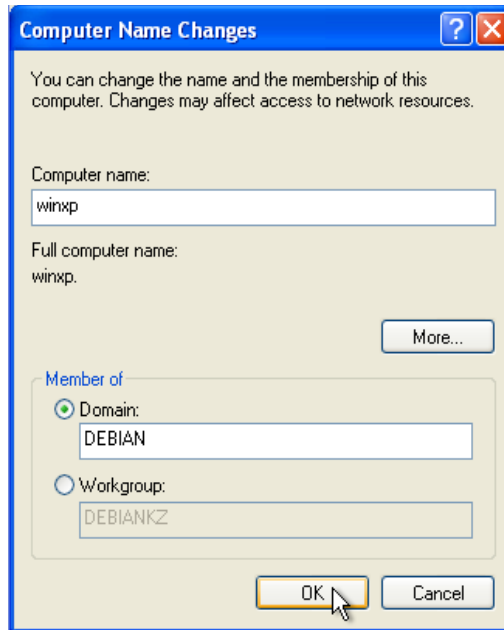 Computer Name Changes
You can change the name and the membership of this
computer. Changes may affect access to network resources.
Computer name:
winxp
Full computer name:
winxp.
More...
Member of
Domain:
DEBIAN
Workgroup:
DEBIANKZ
OK
Cancel